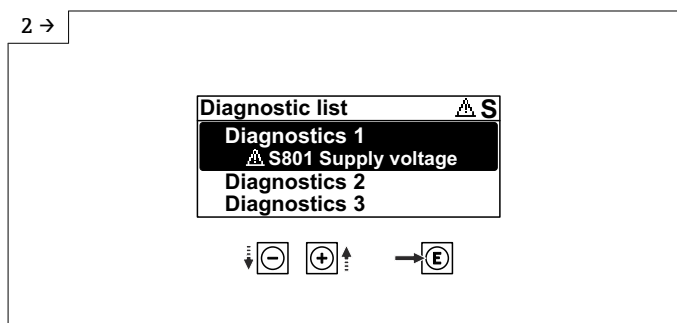 2 →
Diagnostic list ⚠ S
Diagnostics 1
⚠ S801 Supply voltage
Diagnostics 2
Diagnostics 3
− + E